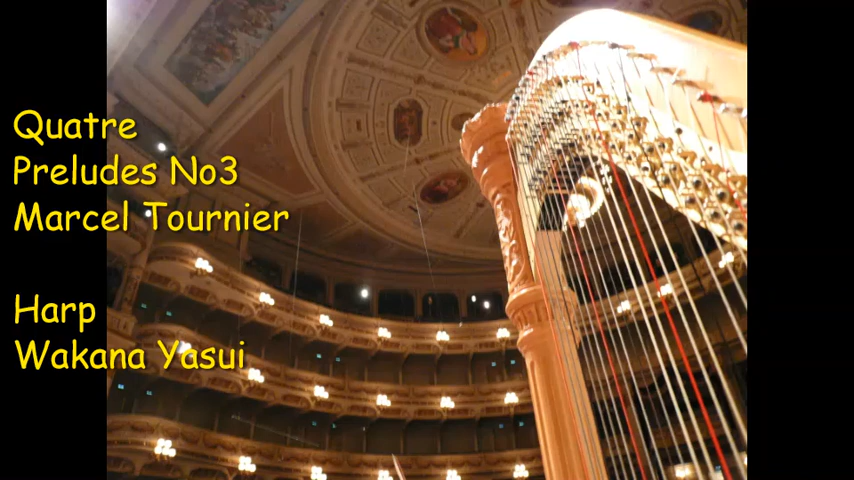 Quatre
Preludes No3
Marcel Tournier
Harp
Wakana Yasui